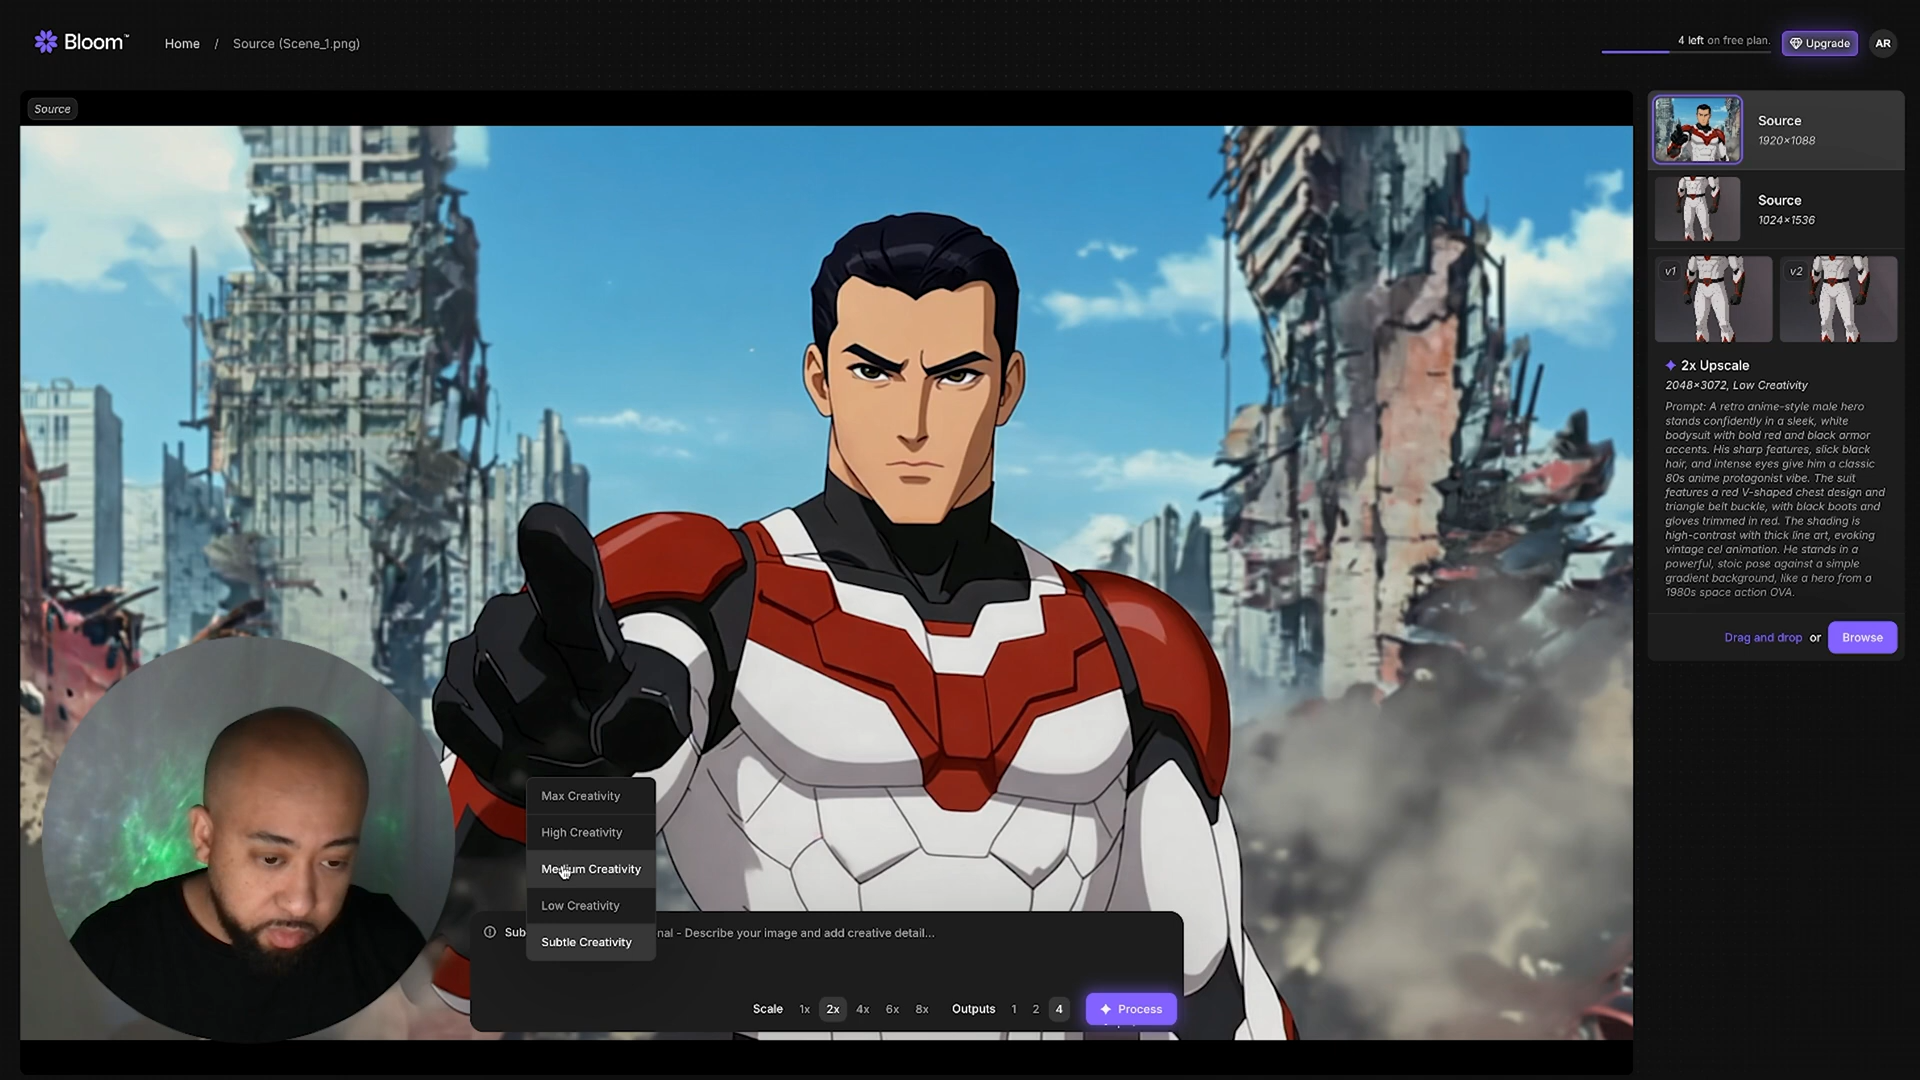 Bloom™
Home / Source (Scene_1.png)
4 left on free plan.
Upgrade
AR
Source
Source
1920×1088
Source
1024×1536
v1
v2
2x Upscale
2048×3072, Low Creativity
Prompt: A retro anime-style male hero
stands confidently in a sleek, white
bodysuit with bold red and black armor
accents. His sharp features, slick black
hair, and intense eyes give him a classic
80s anime protagonist vibe. The suit
features a red V-shaped chest design and
triangle belt buckle, with black boots and
gloves trimmed in red. The shading is
high-contrast with thick line art, evoking
vintage cel animation. He stands in a
powerful, stoic pose against a simple
gradient background, like a hero from a
1980s space action OVA.
Drag and drop or Browse
Max Creativity
High Creativity
Medium Creativity
Low Creativity
Subtle Creativity
Sub
nal - Describe your image and add creative detail...
Scale 1x 2x 4x 6x 8x Outputs 1 2 4 Process